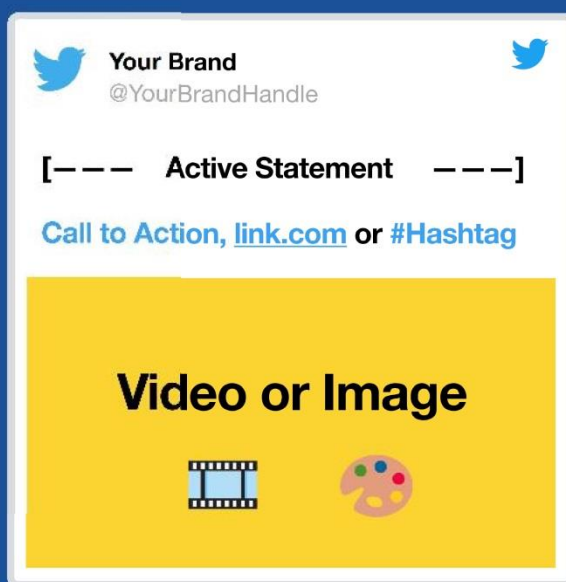 Your Brand
@YourBrandHandle
[––– Active Statement –––]
Call to Action, link.com or #Hashtag
Video or Image